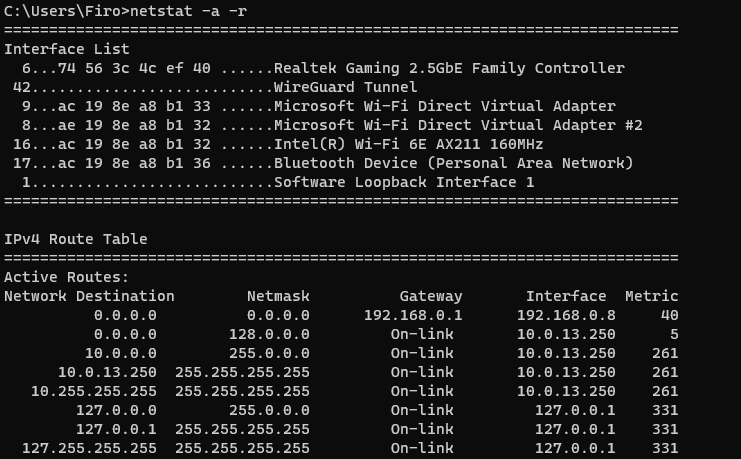 C:\Users\Firo>netstat -a -r
===========================================================================
Interface List
  6...74 56 3c 4c ef 40 ......Realtek Gaming 2.5GbE Family Controller
 42...........................WireGuard Tunnel
  9...ac 19 8e a8 b1 33 ......Microsoft Wi-Fi Direct Virtual Adapter
  8...ae 19 8e a8 b1 32 ......Microsoft Wi-Fi Direct Virtual Adapter #2
 16...ac 19 8e a8 b1 32 ......Intel(R) Wi-Fi 6E AX211 160MHz
 17...ac 19 8e a8 b1 36 ......Bluetooth Device (Personal Area Network)
  1...........................Software Loopback Interface 1
===========================================================================
IPv4 Route Table
===========================================================================
Active Routes:
Network Destination        Netmask          Gateway       Interface  Metric
          0.0.0.0          0.0.0.0      192.168.0.1      192.168.0.8     40
          0.0.0.0        128.0.0.0         On-link       10.0.13.250      5
         10.0.0.0        255.0.0.0         On-link       10.0.13.250    261
      10.0.13.250  255.255.255.255         On-link       10.0.13.250    261
   10.255.255.255  255.255.255.255         On-link       10.0.13.250    261
        127.0.0.0        255.0.0.0         On-link         127.0.0.1    331
        127.0.0.1  255.255.255.255         On-link         127.0.0.1    331
  127.255.255.255  255.255.255.255         On-link         127.0.0.1    331